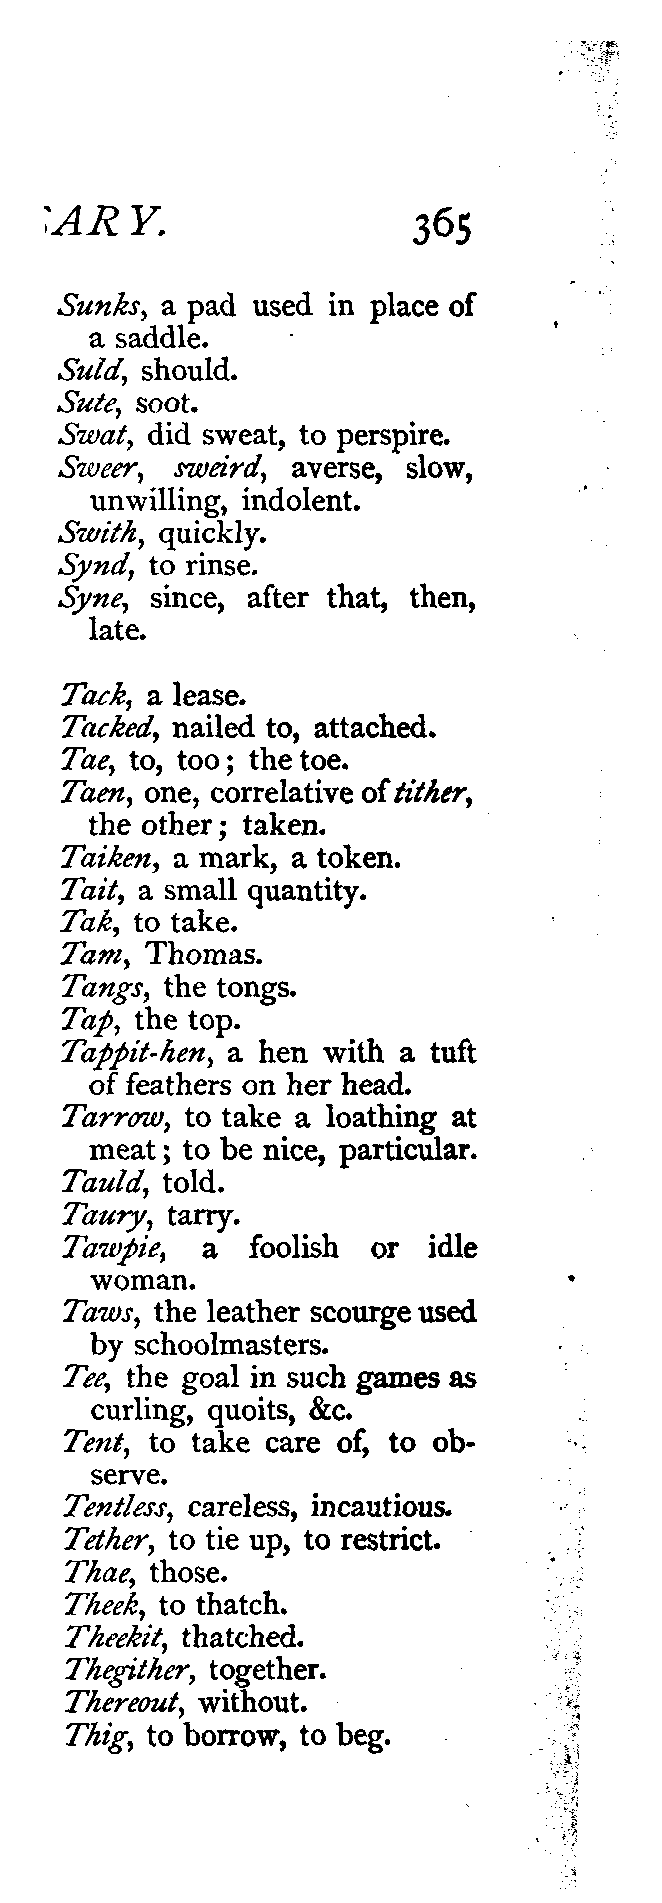 ARY. 365
Sunks, a pad used in place of
a saddle.
Suld, should.
Sute, soot.
Swat, did sweat, to perspire.
Sweer, sweird, averse, slow,
unwilling, indolent.
Swith, quickly.
Synd, to rinse.
Syne, since, after that, then,
late.
Tack, a lease.
Tacked, nailed to, attached.
Tae, to, too; the toe.
Taen, one, correlative of tither,
the other; taken.
Taiken, a mark, a token.
Tait, a small quantity.
Tak, to take.
Tam, Thomas.
Tangs, the tongs.
Tap, the top.
Tappit-hen, a hen with a tuft
of feathers on her head.
Tarrow, to take a loathing at
meat; to be nice, particular.
Tauld, told.
Taury, tarry.
Tawpie, a foolish or idle
woman.
Taws, the leather scourge used
by schoolmasters.
Tee, the goal in such games as
curling, quoits, &c.
Tent, to take care of, to ob-
serve.
Tentless, careless, incautious.
Tether, to tie up, to restrict.
Thae, those.
Theek, to thatch.
Theekit, thatched.
Thegither, together.
Thereout, without.
Thig, to borrow, to beg.